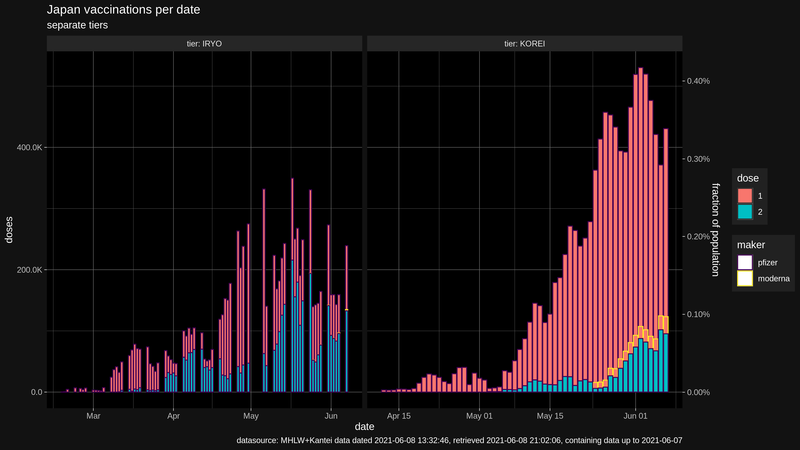 Japan vaccinations per date
separate tiers
tier: IRYO
tier: KOREI
doses
400.0K
200.0K
0.0
0.40%
0.30%
0.20%
0.10%
0.00%
fraction of population
Mar
Apr
May
Jun
Apr 15
May 01
May 15
Jun 01
date
dose
1
2
maker
pfizer
moderna
datasource: MHLW+Kantei data dated 2021-06-08 13:32:46, retrieved 2021-06-08 21:02:06, containing data up to 2021-06-07